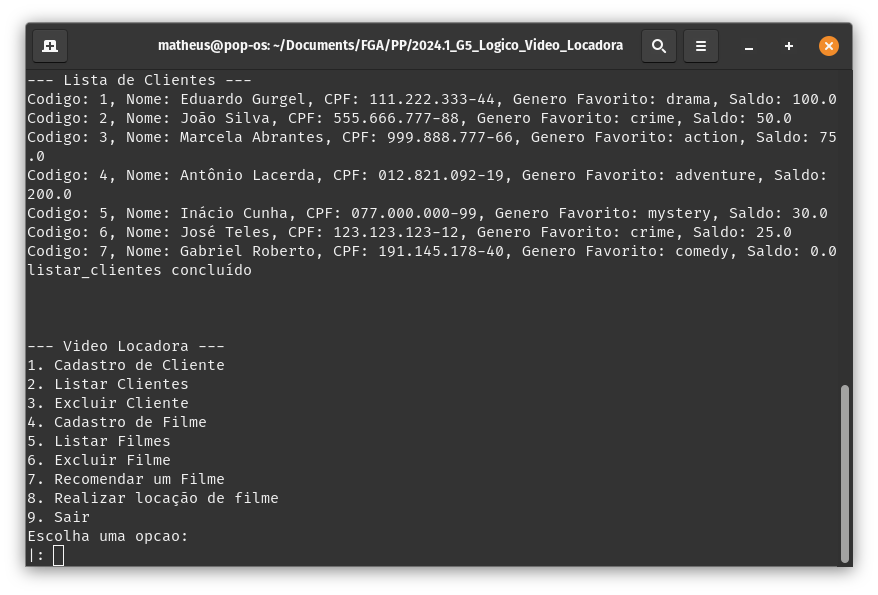 matheus@pop-os: ~/Documents/FGA/PP/2024.1_G5_Logico_Video_Locadora
--- Lista de Clientes ---
Codigo: 1, Nome: Eduardo Gurgel, CPF: 111.222.333-44, Genero Favorito: drama, Saldo: 100.0
Codigo: 2, Nome: João Silva, CPF: 555.666.777-88, Genero Favorito: crime, Saldo: 50.0
Codigo: 3, Nome: Marcela Abrantes, CPF: 999.888.777-66, Genero Favorito: action, Saldo: 75
.0
Codigo: 4, Nome: Antônio Lacerda, CPF: 012.821.092-19, Genero Favorito: adventure, Saldo:
200.0
Codigo: 5, Nome: Inácio Cunha, CPF: 077.000.000-99, Genero Favorito: mystery, Saldo: 30.0
Codigo: 6, Nome: José Teles, CPF: 123.123.123-12, Genero Favorito: crime, Saldo: 25.0
Codigo: 7, Nome: Gabriel Roberto, CPF: 191.145.178-40, Genero Favorito: comedy, Saldo: 0.0
listar_clientes concluído
--- Video Locadora ---
1. Cadastro de Cliente
2. Listar Clientes
3. Excluir Cliente
4. Cadastro de Filme
5. Listar Filmes
6. Excluir Filme
7. Recomendar um Filme
8. Realizar locação de filme
9. Sair
Escolha uma opcao:
|: